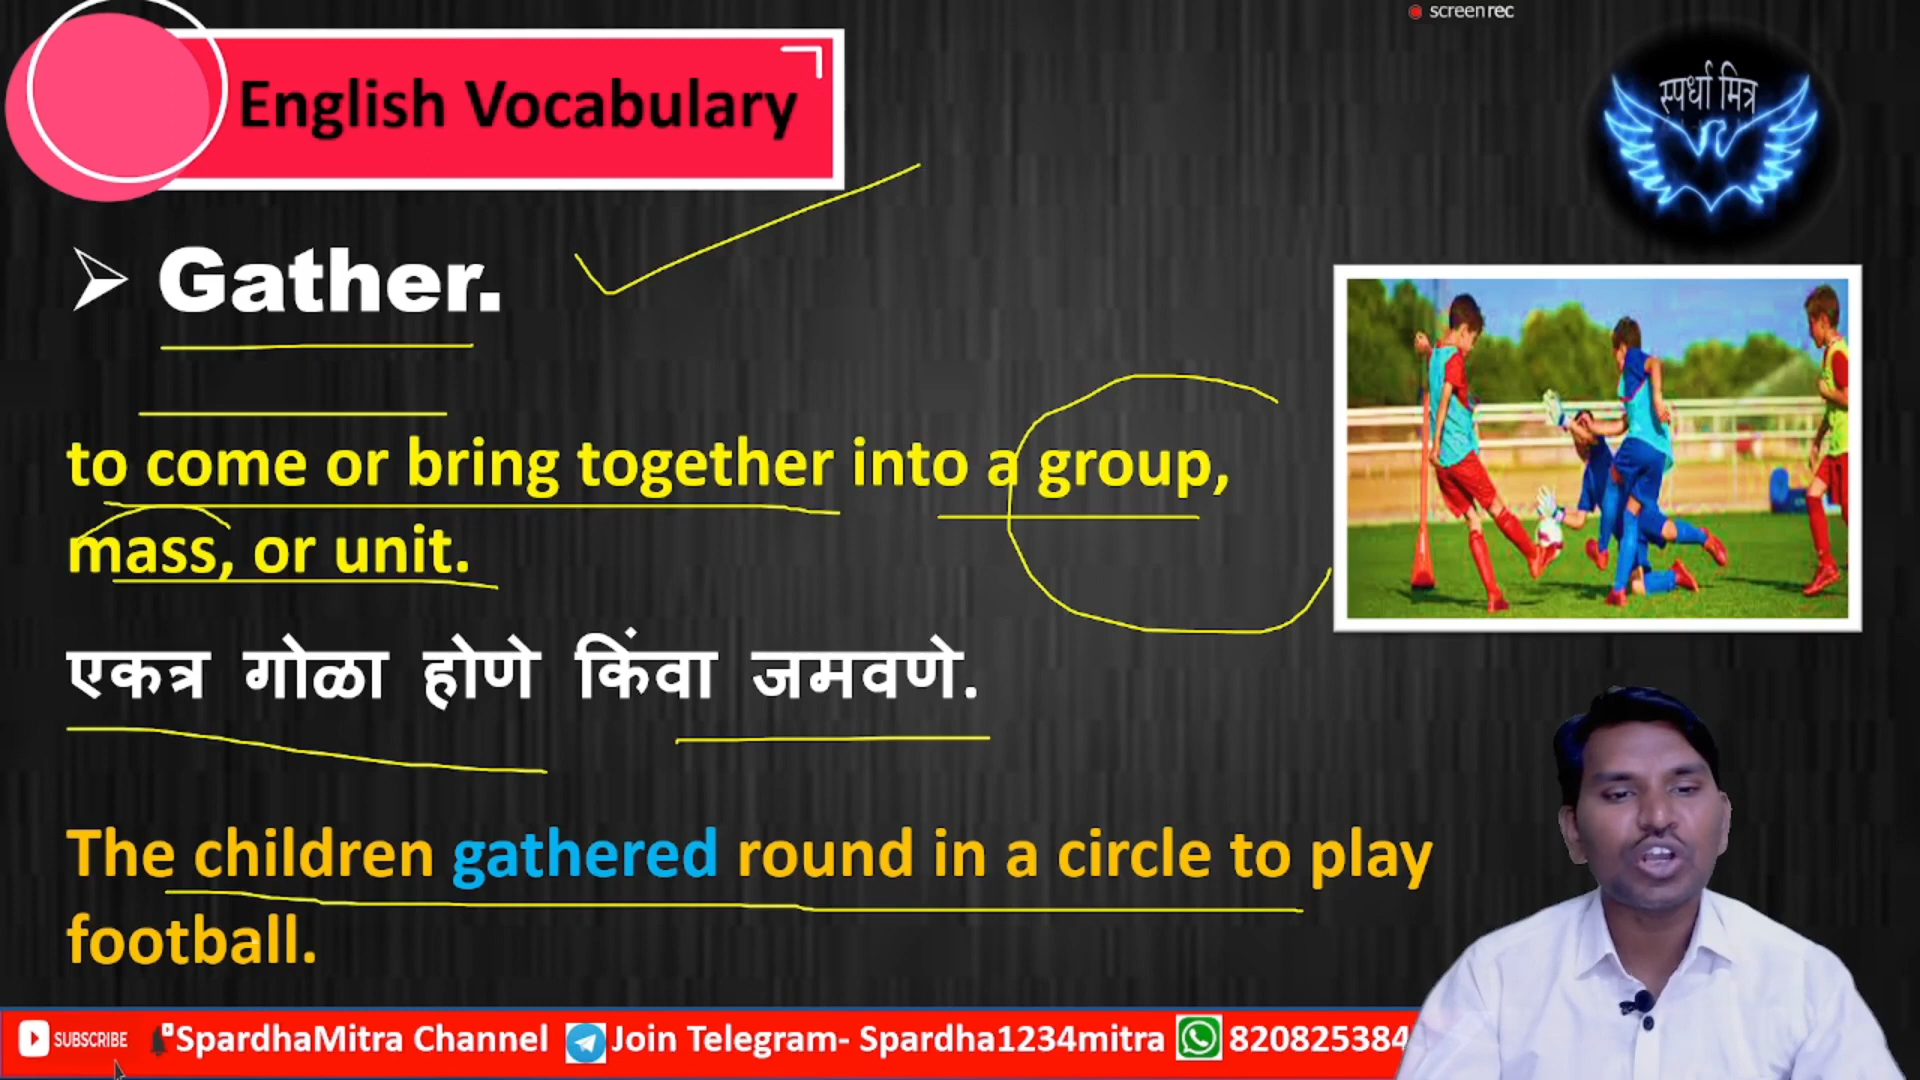 screenrec
English Vocabulary
स्पर्धा मित्र
Gather.
to come or bring together into a group,
mass, or unit.
एकत्र गोळा होणे किंवा जमवणे.
The children gathered round in a circle to play
football.
SUBSCRIBE SpardhaMitra Channel Join Telegram- Spardha1234mitra 820825384